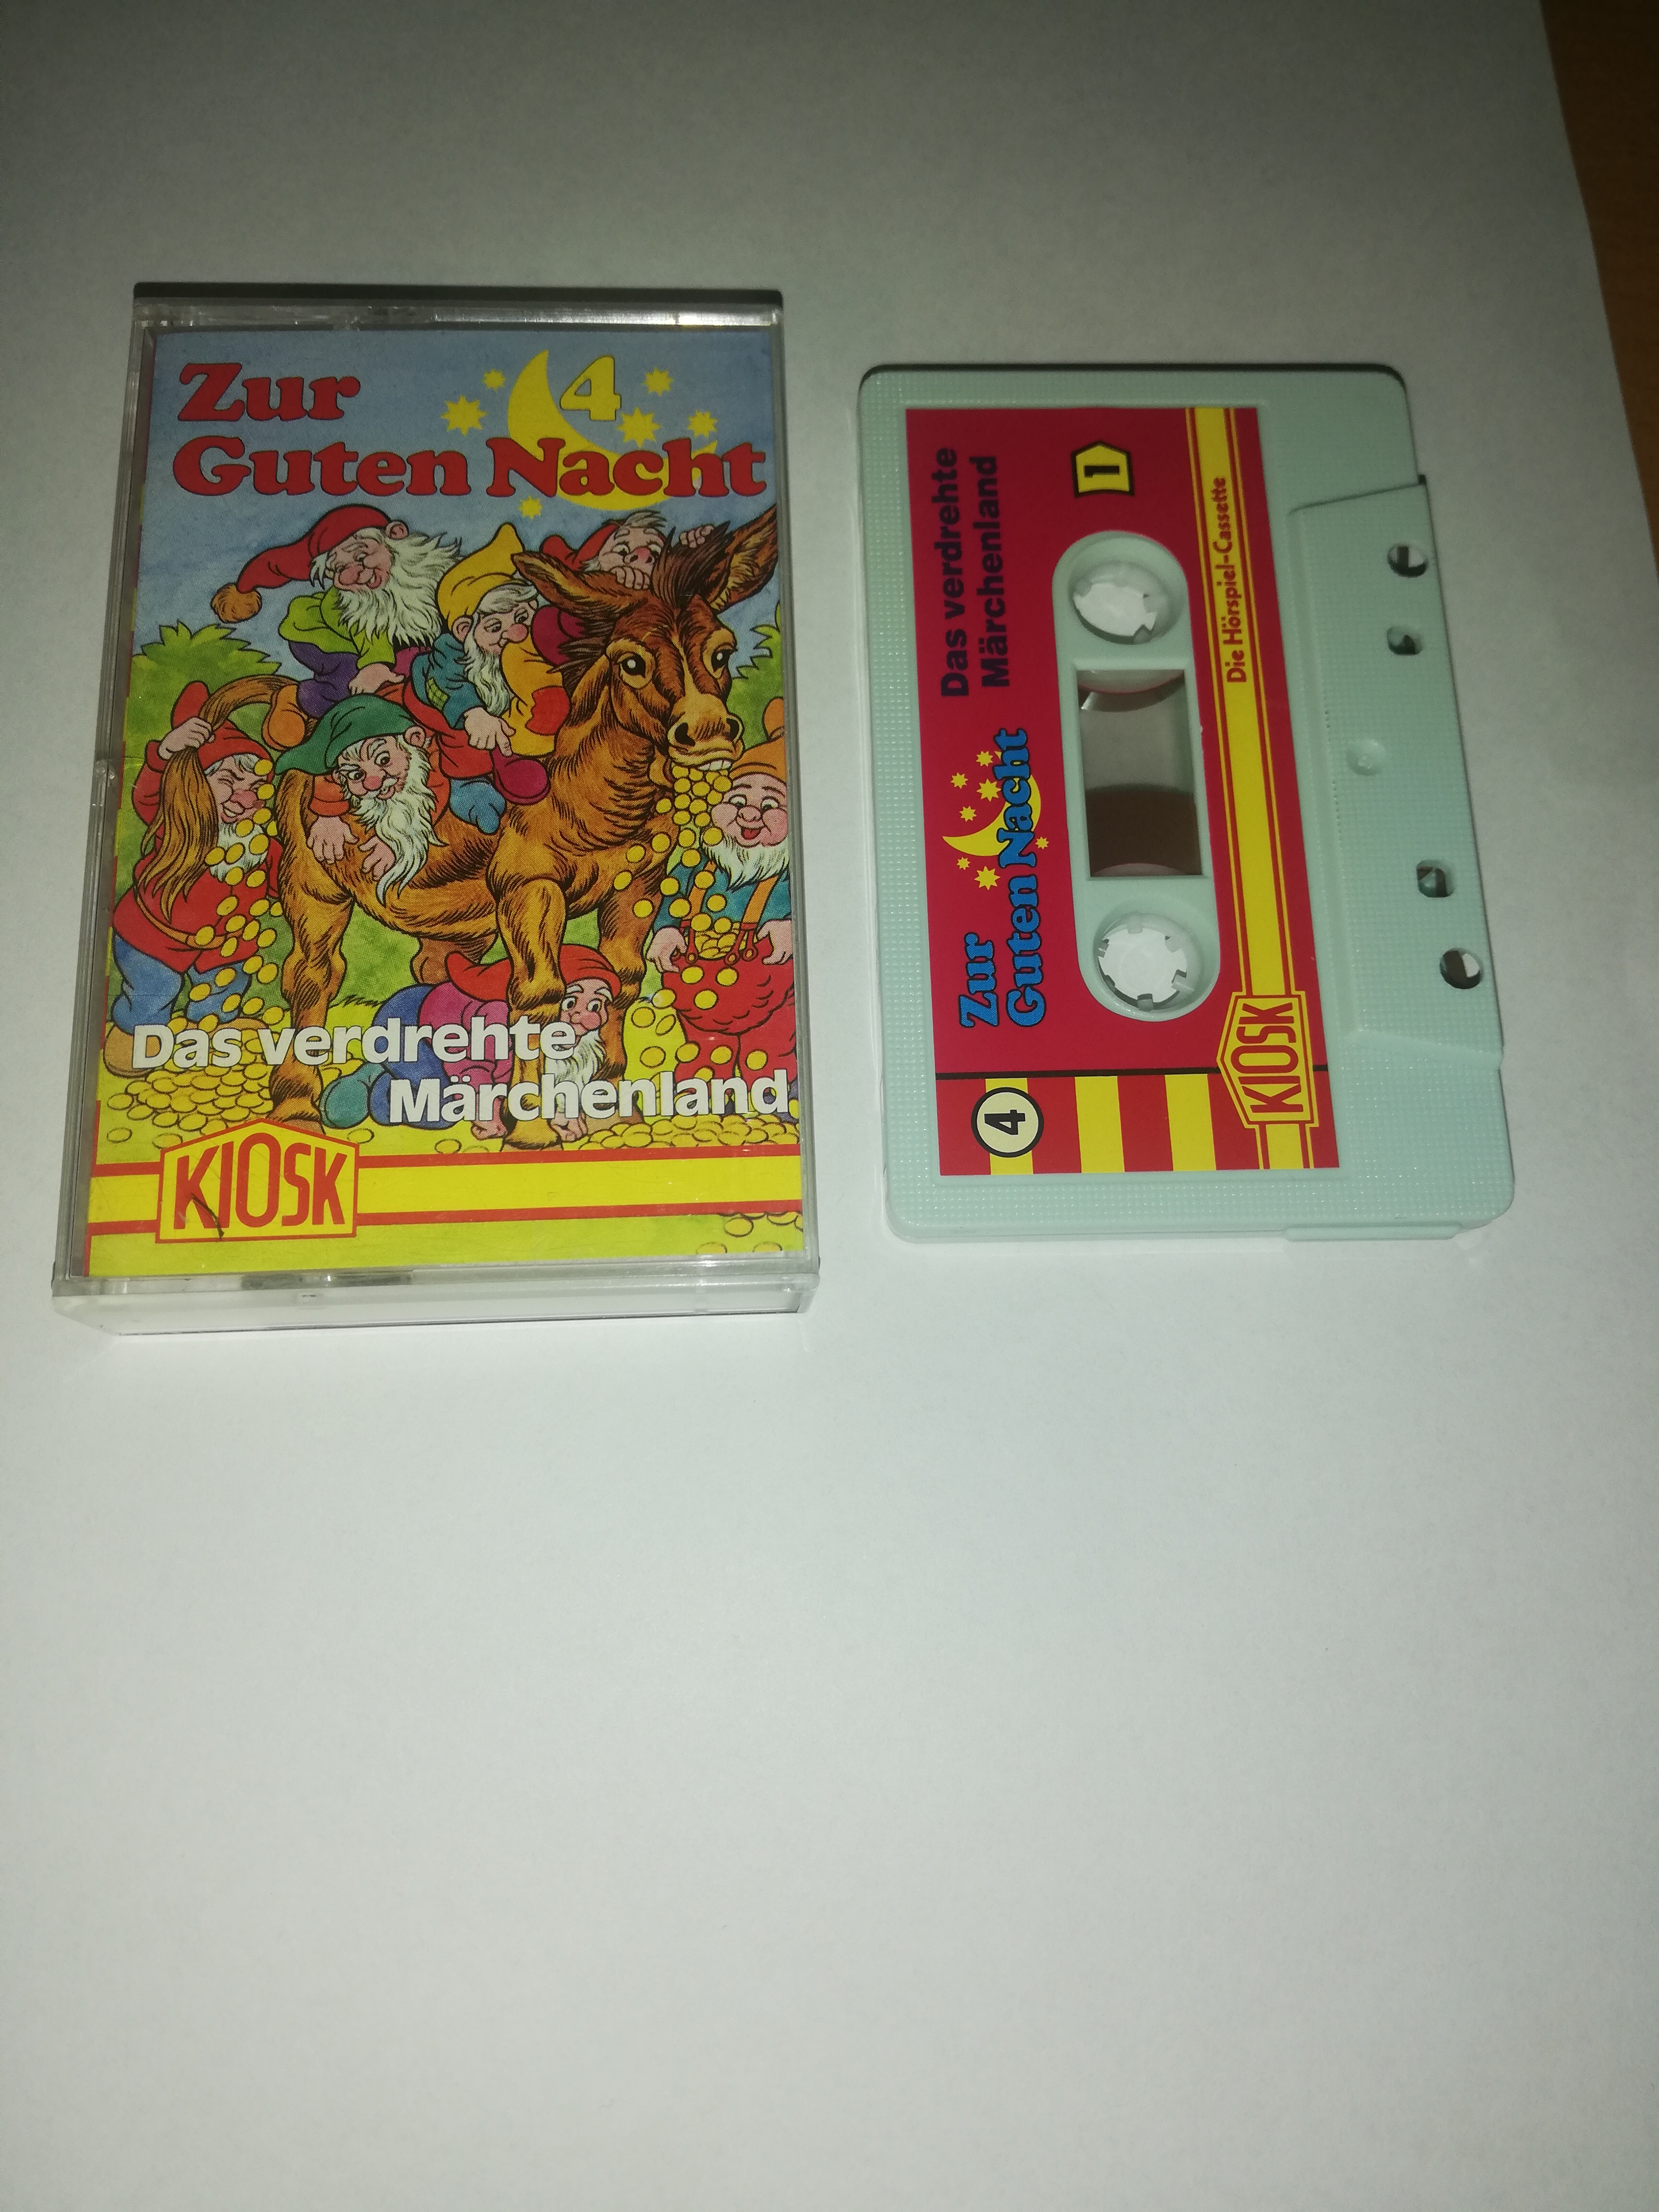 Zur
4
Guten Nacht
Das verdrehte
Märchenland
KIOSK
4
Zur
Guten Nacht
Das verdrehte
Märchenland
1
KIOSK
Die Hörspiel-Cassette